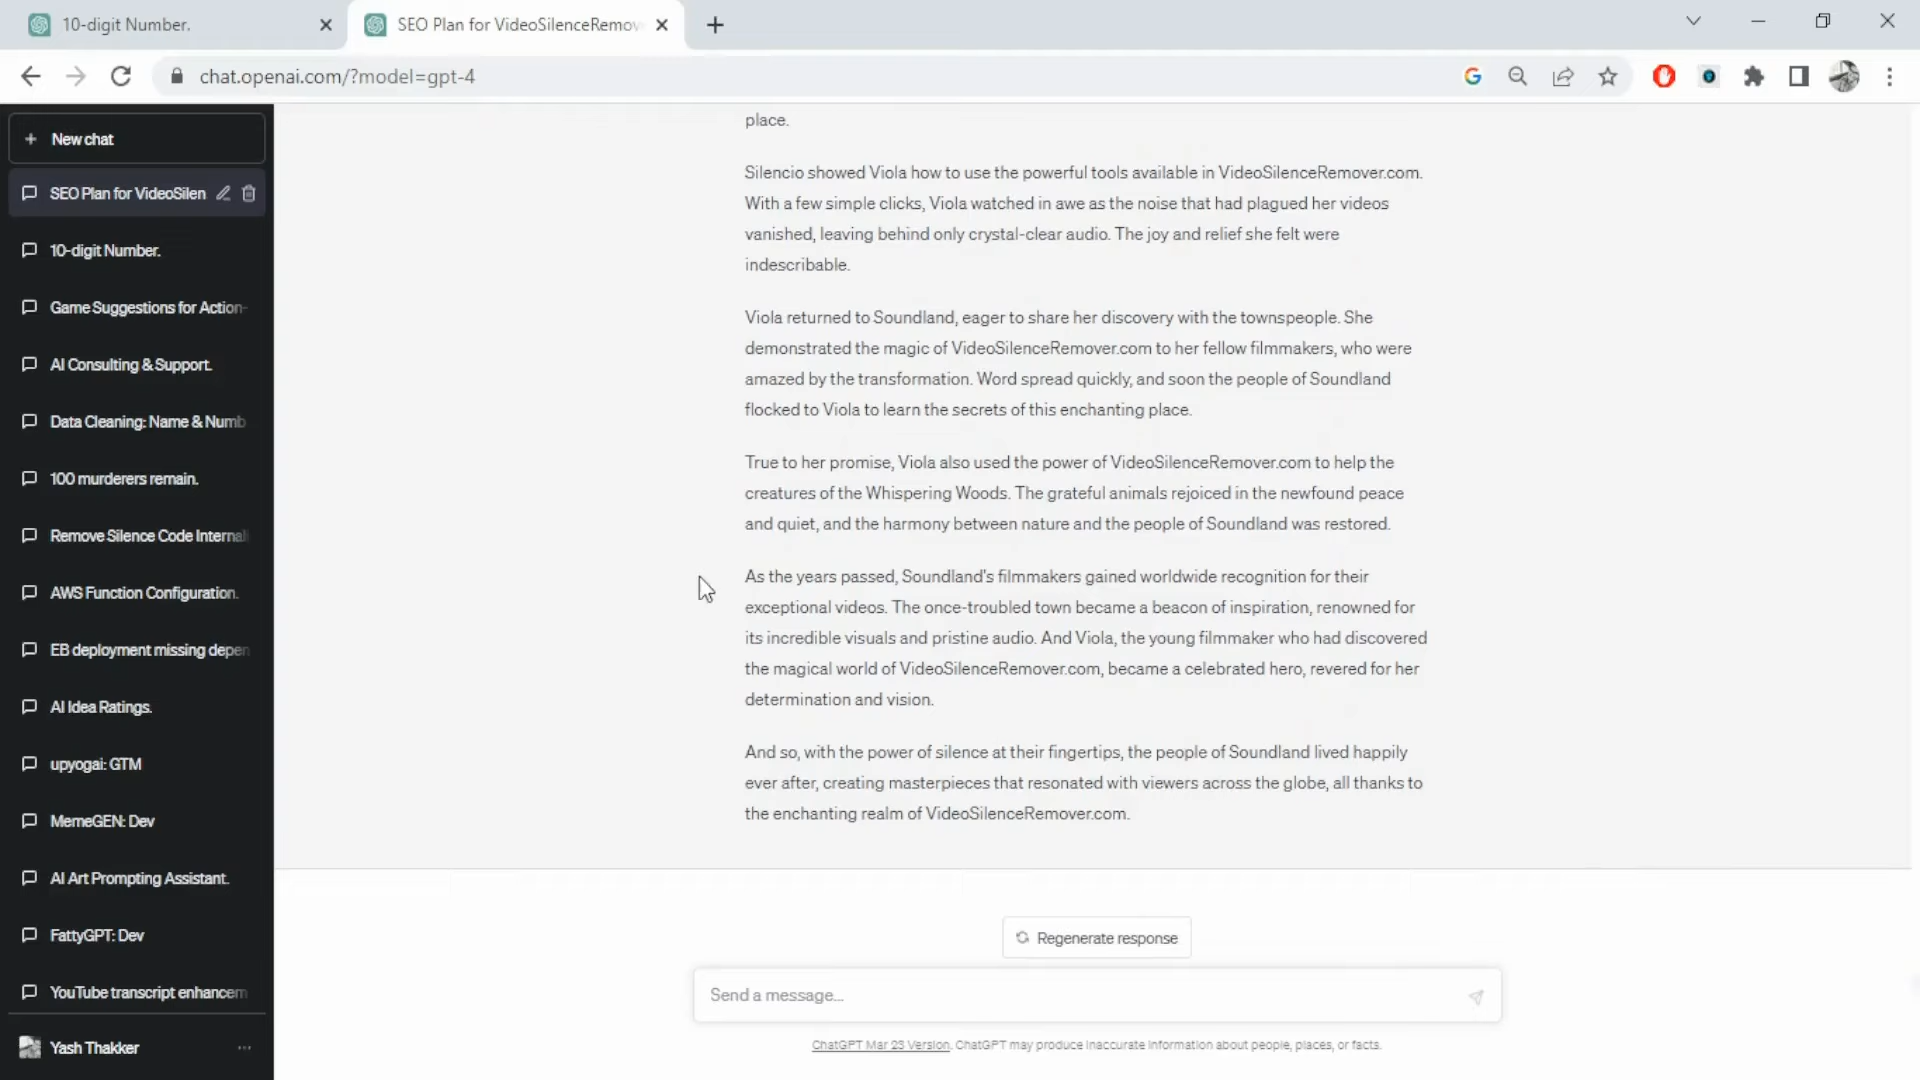 10-digit Number.
SEO Plan for VideoSilenceRemov
chat.openai.com/?model=gpt-4
New chat
SEO Plan for VideoSilen
10-digit Number.
Game Suggestions for Action-
AI Consulting & Support.
Data Cleaning: Name & Numb
100 murderers remain.
Remove Silence Code Internal
AWS Function Configuration.
EB deployment missing depen
AI Idea Ratings.
upyogai: GTM
MemeGEN: Dev
AI Art Prompting Assistant.
FattyGPT: Dev
YouTube transcript enhancem
Yash Thakker
place.
Silencio showed Viola how to use the powerful tools available in VideoSilenceRemover.com.
With a few simple clicks, Viola watched in awe as the noise that had plagued her videos
vanished, leaving behind only crystal-clear audio. The joy and relief she felt were
indescribable.
Viola returned to Soundland, eager to share her discovery with the townspeople. She
demonstrated the magic of VideoSilenceRemover.com to her fellow filmmakers, who were
amazed by the transformation. Word spread quickly, and soon the people of Soundland
flocked to Viola to learn the secrets of this enchanting place.
True to her promise, Viola also used the power of VideoSilenceRemover.com to help the
creatures of the Whispering Woods. The grateful animals rejoiced in the newfound peace
and quiet, and the harmony between nature and the people of Soundland was restored.
As the years passed, Soundland's filmmakers gained worldwide recognition for their
exceptional videos. The once-troubled town became a beacon of inspiration, renowned for
its incredible visuals and pristine audio. And Viola, the young filmmaker who had discovered
the magical world of VideoSilenceRemover.com, became a celebrated hero, revered for her
determination and vision.
And so, with the power of silence at their fingertips, the people of Soundland lived happily
ever after, creating masterpieces that resonated with viewers across the globe, all thanks to
the enchanting realm of VideoSilenceRemover.com.
Regenerate response
Send a message...
ChatGPT Mar 23 Version. ChatGPT may produce inaccurate information about people, places, or facts.